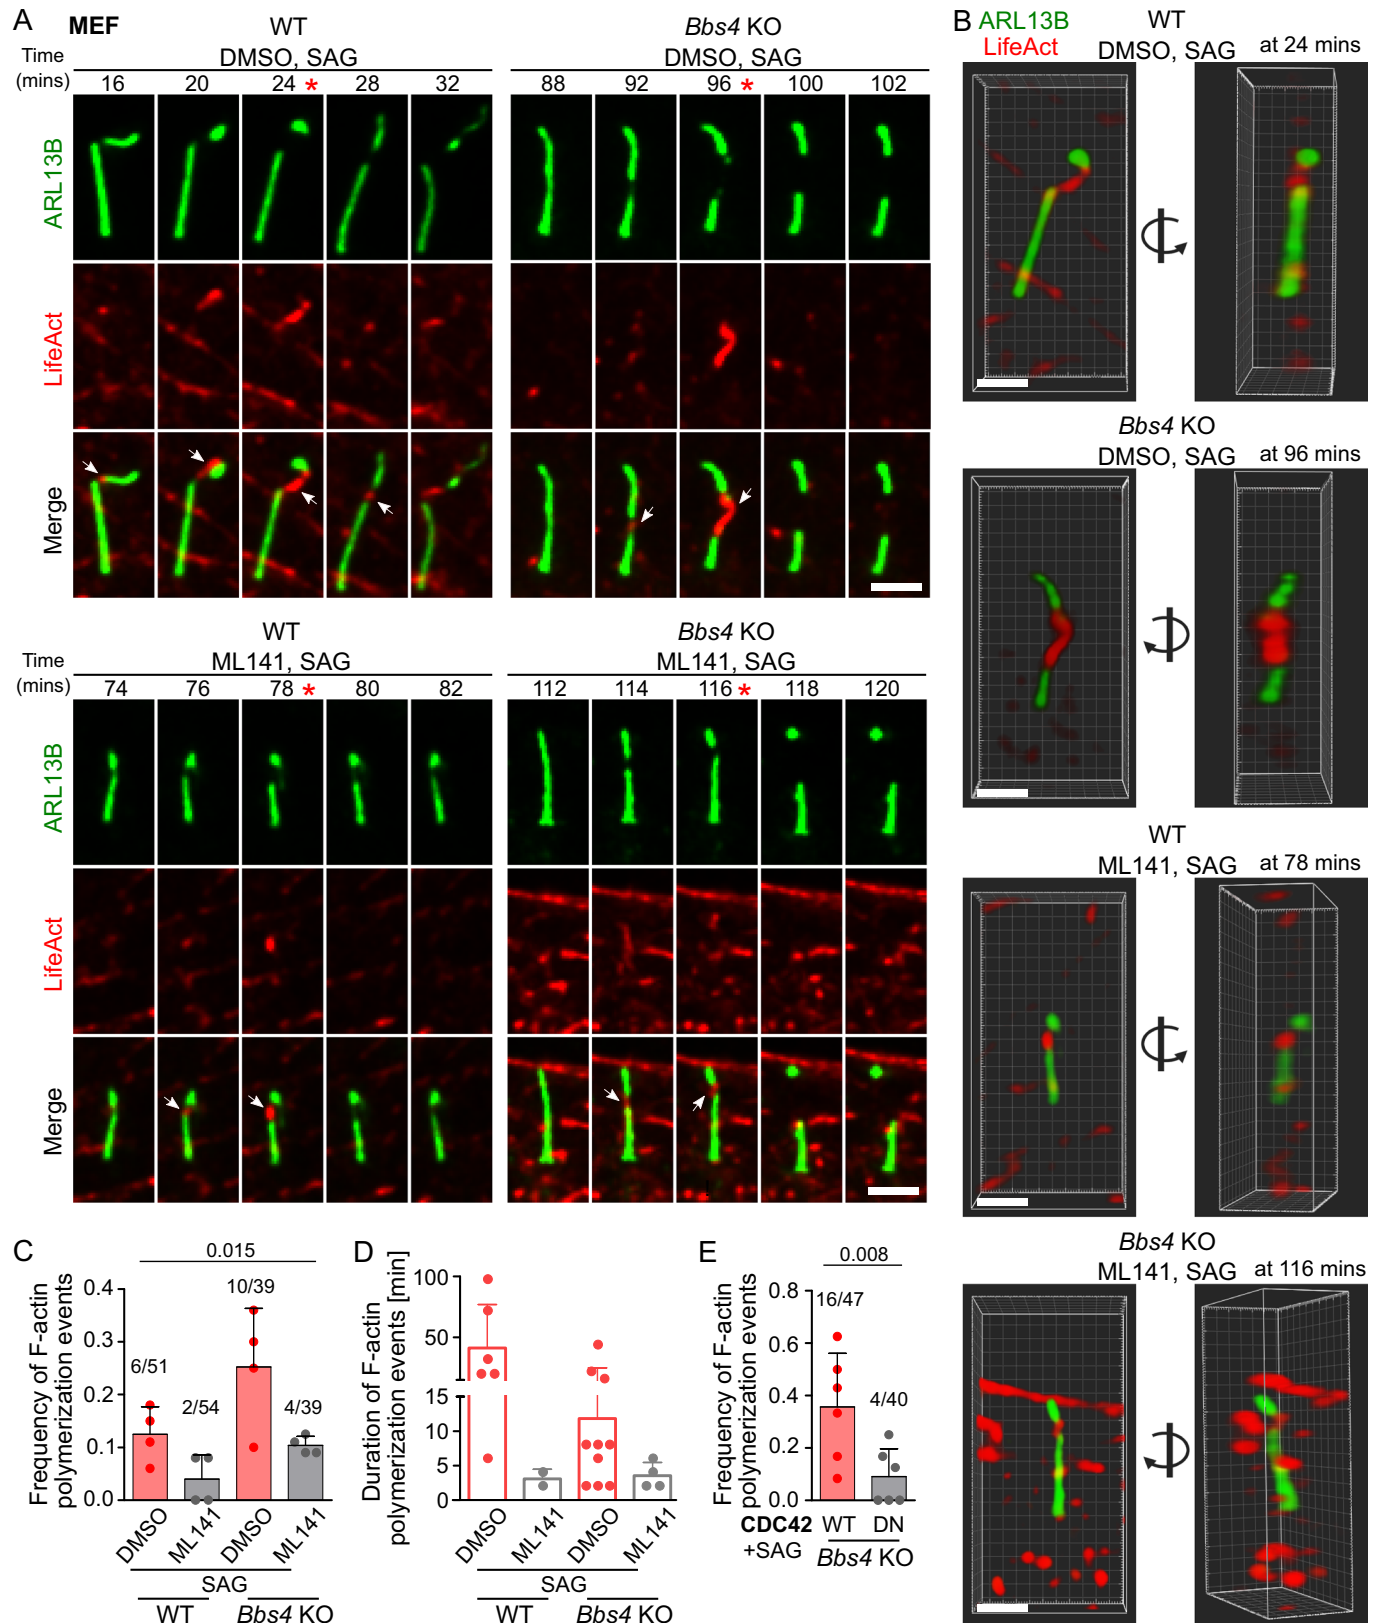 A MEF
WT
DMSO, SAG
Bbs4 KO
DMSO, SAG
Time
(mins)
16 20 24 * 28 32
88 92 96 * 100 102
ARL13B
LifeAct
Merge
WT
ML141, SAG
Bbs4 KO
ML141, SAG
Time
(mins)
74 76 78 * 80 82
112 114 116 * 118 120
ARL13B
LifeAct
Merge
B ARL13B
LifeAct
WT
DMSO, SAG at 24 mins
Bbs4 KO
DMSO, SAG at 96 mins
WT
ML141, SAG at 78 mins
Bbs4 KO
ML141, SAG at 116 mins
C
Frequency of F-actin
polymerization events
0.4
0.3
0.2
0.1
0.0
0.015
6/51
2/54
10/39
4/39
DMSO ML141 DMSO ML141
SAG
WT Bbs4 KO
D
Duration of F-actin
polymerization events [min]
100
50
15
10
5
0
DMSO ML141 DMSO ML141
SAG
WT Bbs4 KO
E
Frequency of F-actin
polymerization events
0.8
0.6
0.4
0.2
0.0
0.008
16/47
4/40
CDC42 WT DN
+SAG
Bbs4 KO